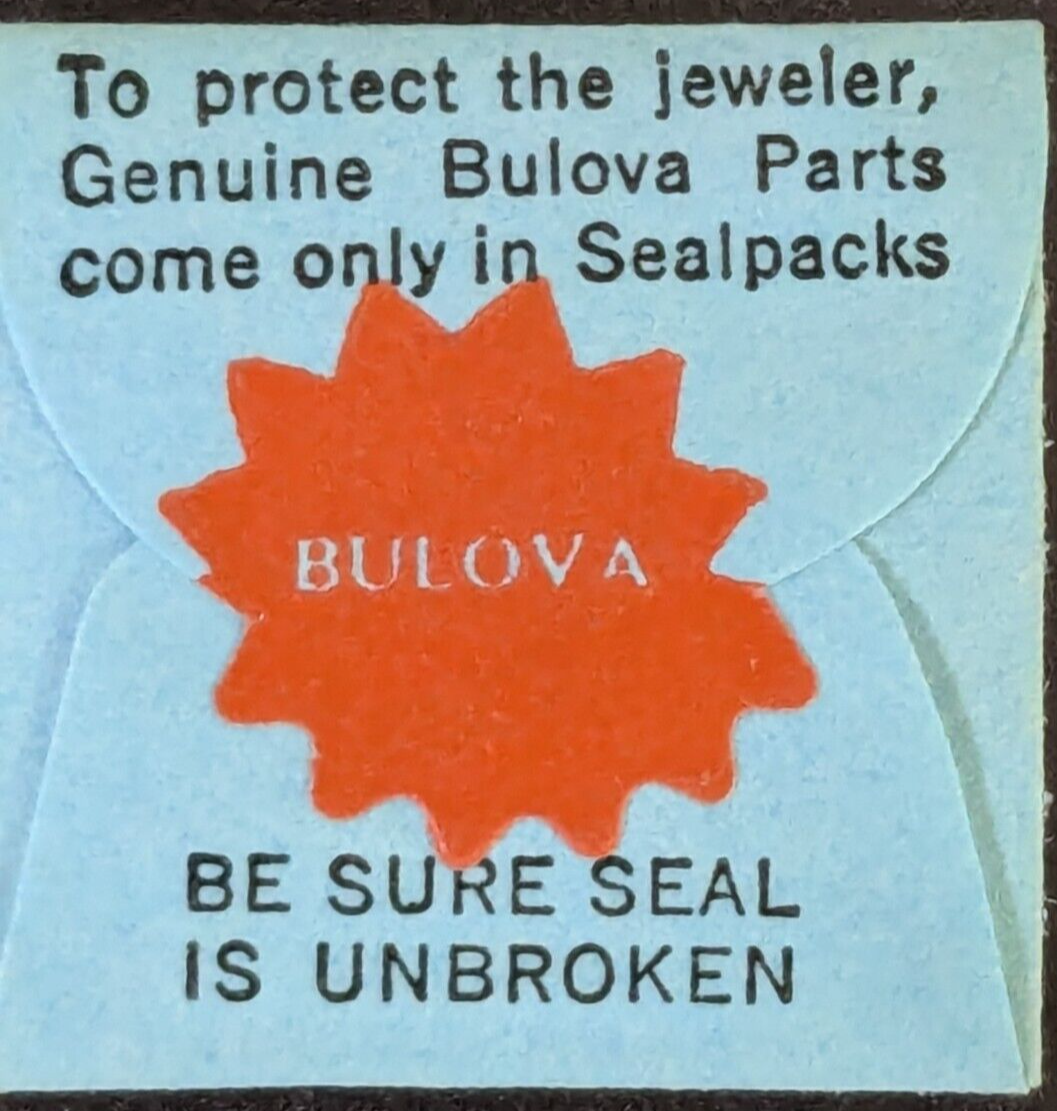 To protect the jeweler,
Genuine Bulova Parts
come only in Sealpacks
BULOVA
BE SURE SEAL
IS UNBROKEN